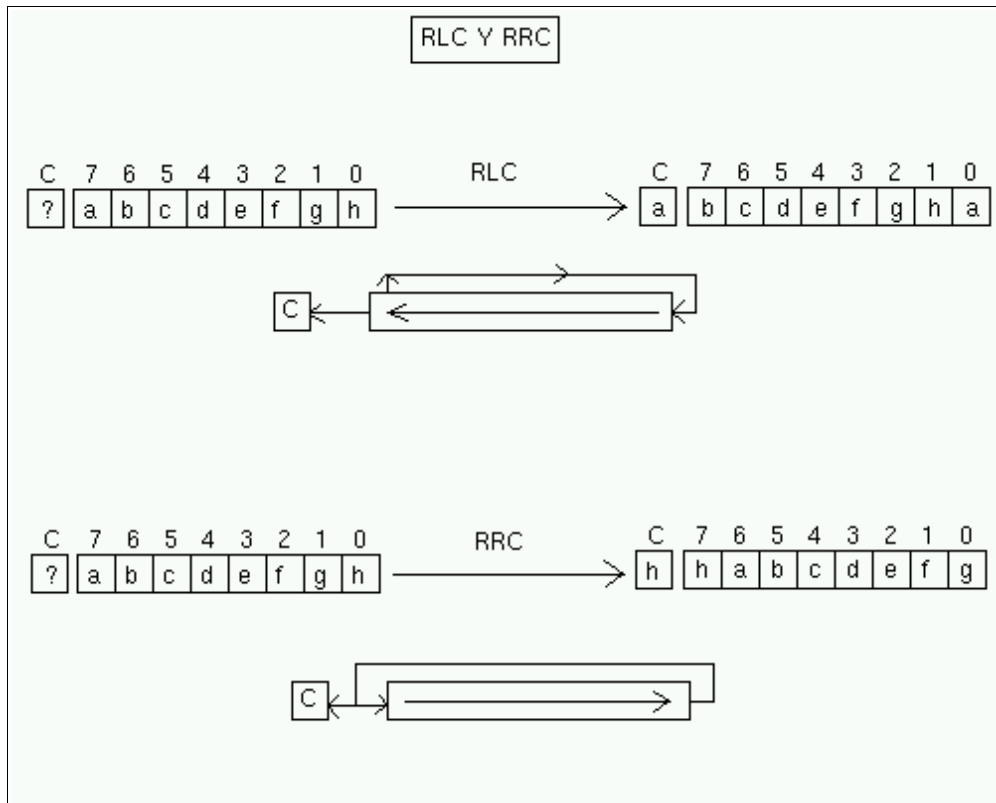 RLC Y RRC
C 7 6 5 4 3 2 1 0 RLC C 7 6 5 4 3 2 1 0
? a b c d e f g h a b c d e f g h a
C
C 7 6 5 4 3 2 1 0 RRC C 7 6 5 4 3 2 1 0
? a b c d e f g h h h a b c d e f g
C